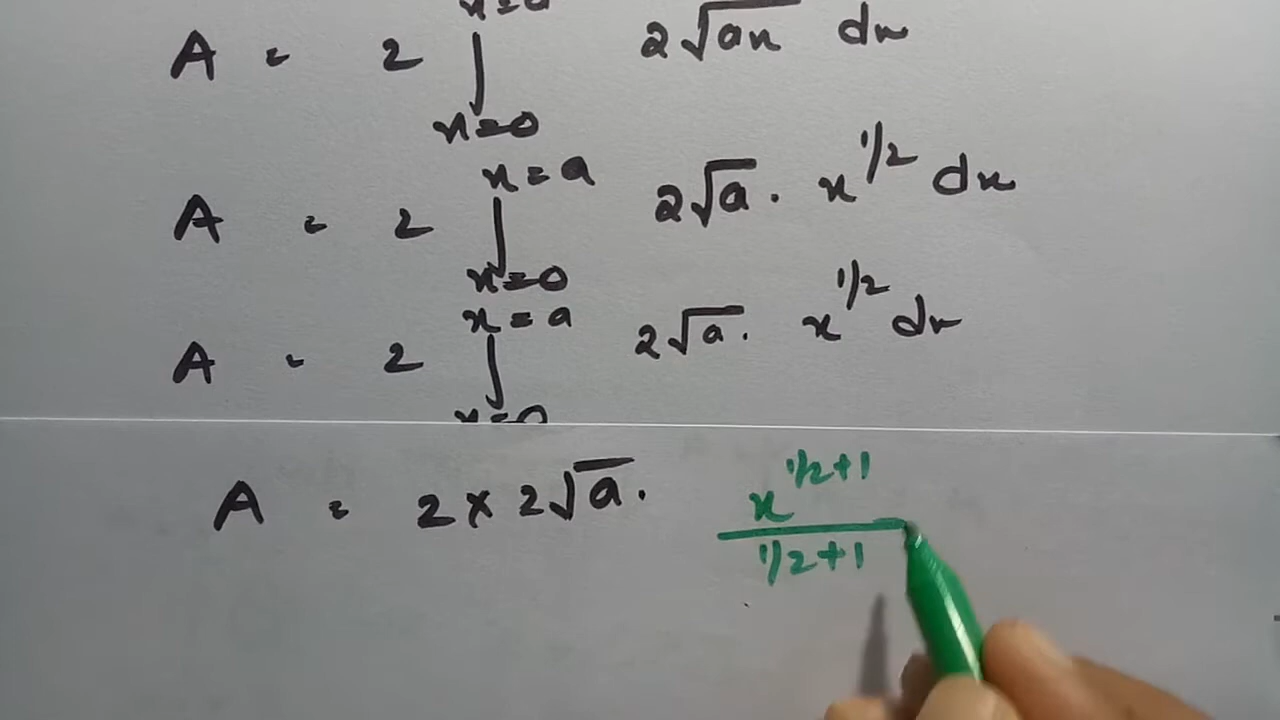 x=a
A = 2 ∫ 2√ax dx
x=0
x=a
A = 2 ∫ 2√a . x^1/2 dx
x=0
x=a
A = 2 ∫ 2√a . x^1/2 dx
x=0
A = 2 × 2√a . x^1/2+1
1/2+1